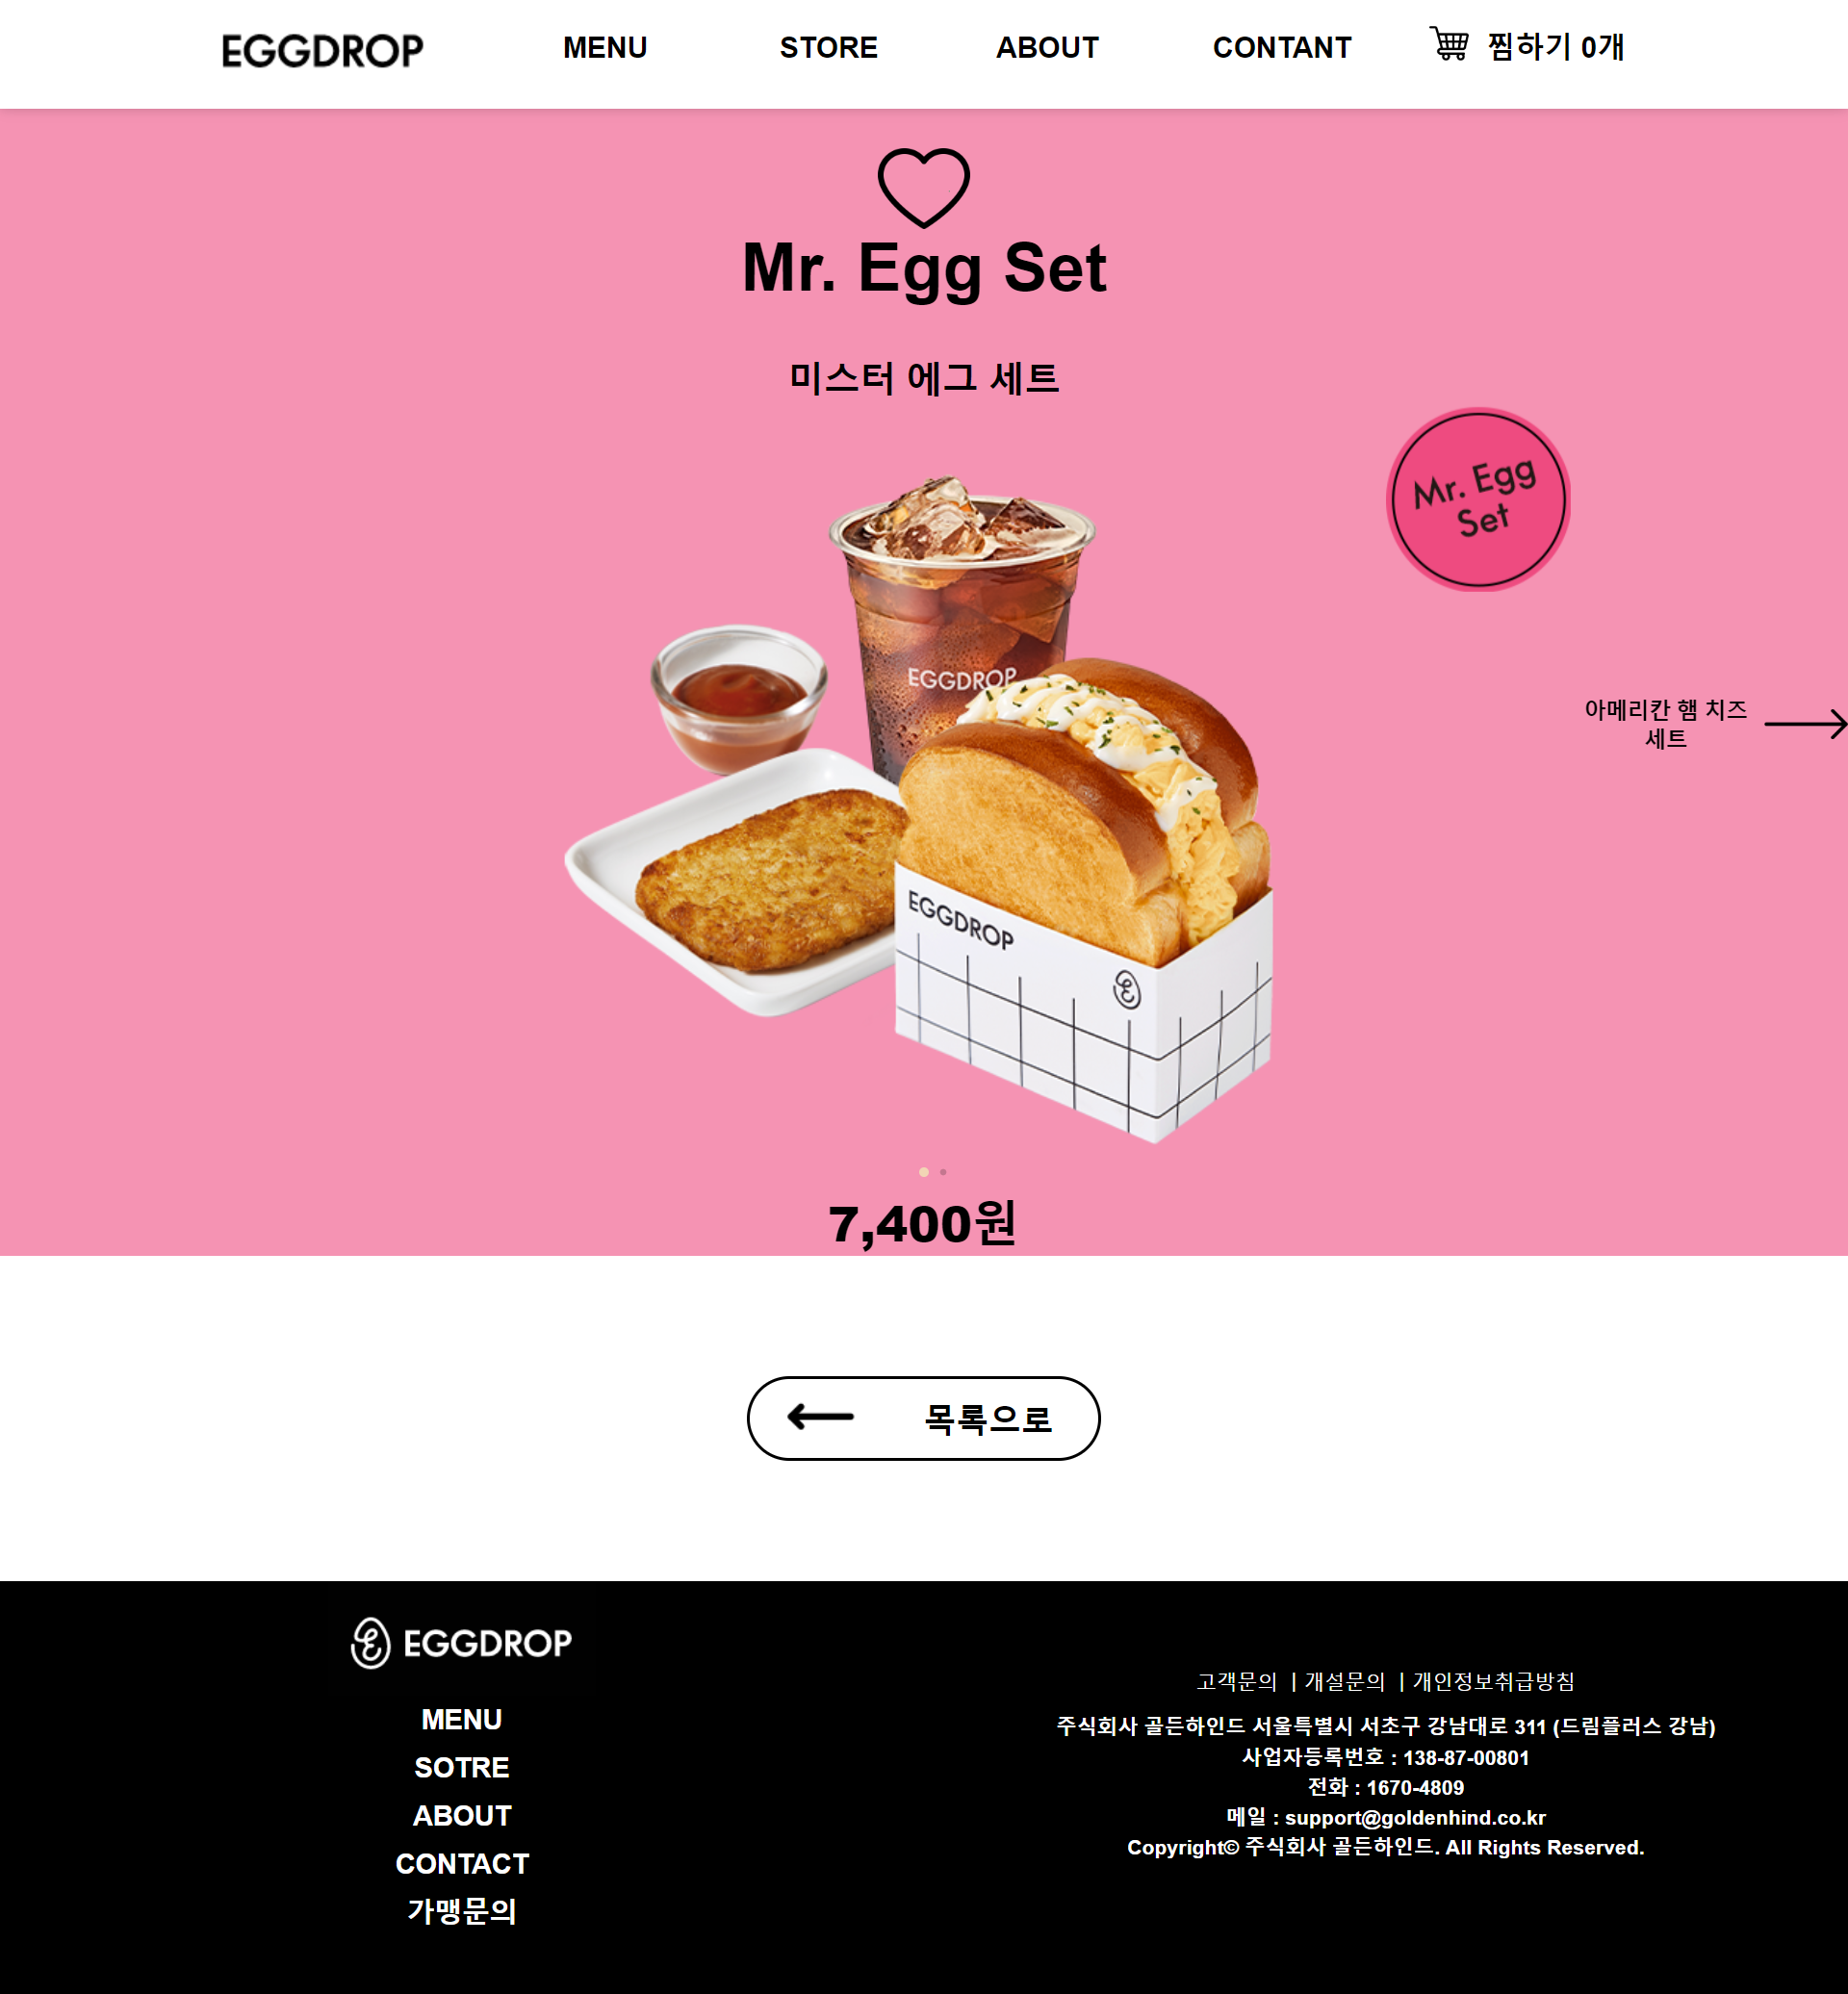 EGGDROP
MENU
STORE
ABOUT
CONTANT
찜하기 0개
Mr. Egg Set
미스터 에그 세트
Mr. Egg
Set
EGGDROP
아메리칸 햄 치즈
세트
EGGDROP
7,400원
목록으로
EGGDROP
MENU
SOTRE
ABOUT
CONTACT
가맹문의
고객문의 | 개설문의 | 개인정보취급방침
주식회사 골든하인드 서울특별시 서초구 강남대로 311 (드림플러스 강남)
사업자등록번호 : 138-87-00801
전화 : 1670-4809
메일 : support@goldenhind.co.kr
Copyright© 주식회사 골든하인드. All Rights Reserved.